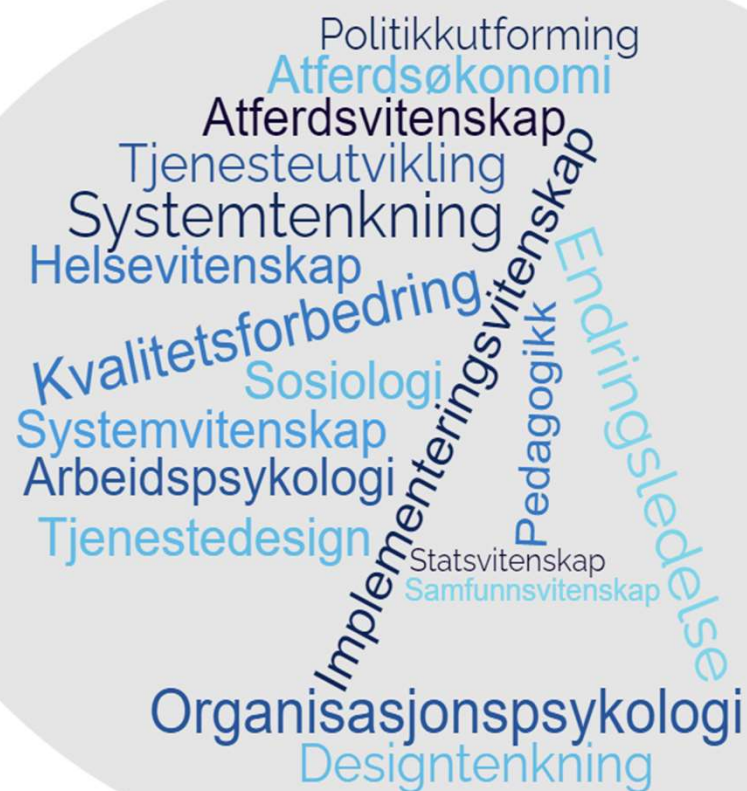 Politikkutforming
Atferdsøkonomi
Atferdsvitenskap
Tjenesteutvikling
Systemtenkning
Helsevitenskap
Kvalitetsforbedring
Implementeringsvitenskap
Endringsledelse
Pedagogikk
Sosiologi
Systemvitenskap
Arbeidspsykologi
Tjenestedesign
Statsvitenskap
Samfunnsvitenskap
Organisasjonspsykologi
Designtenkning